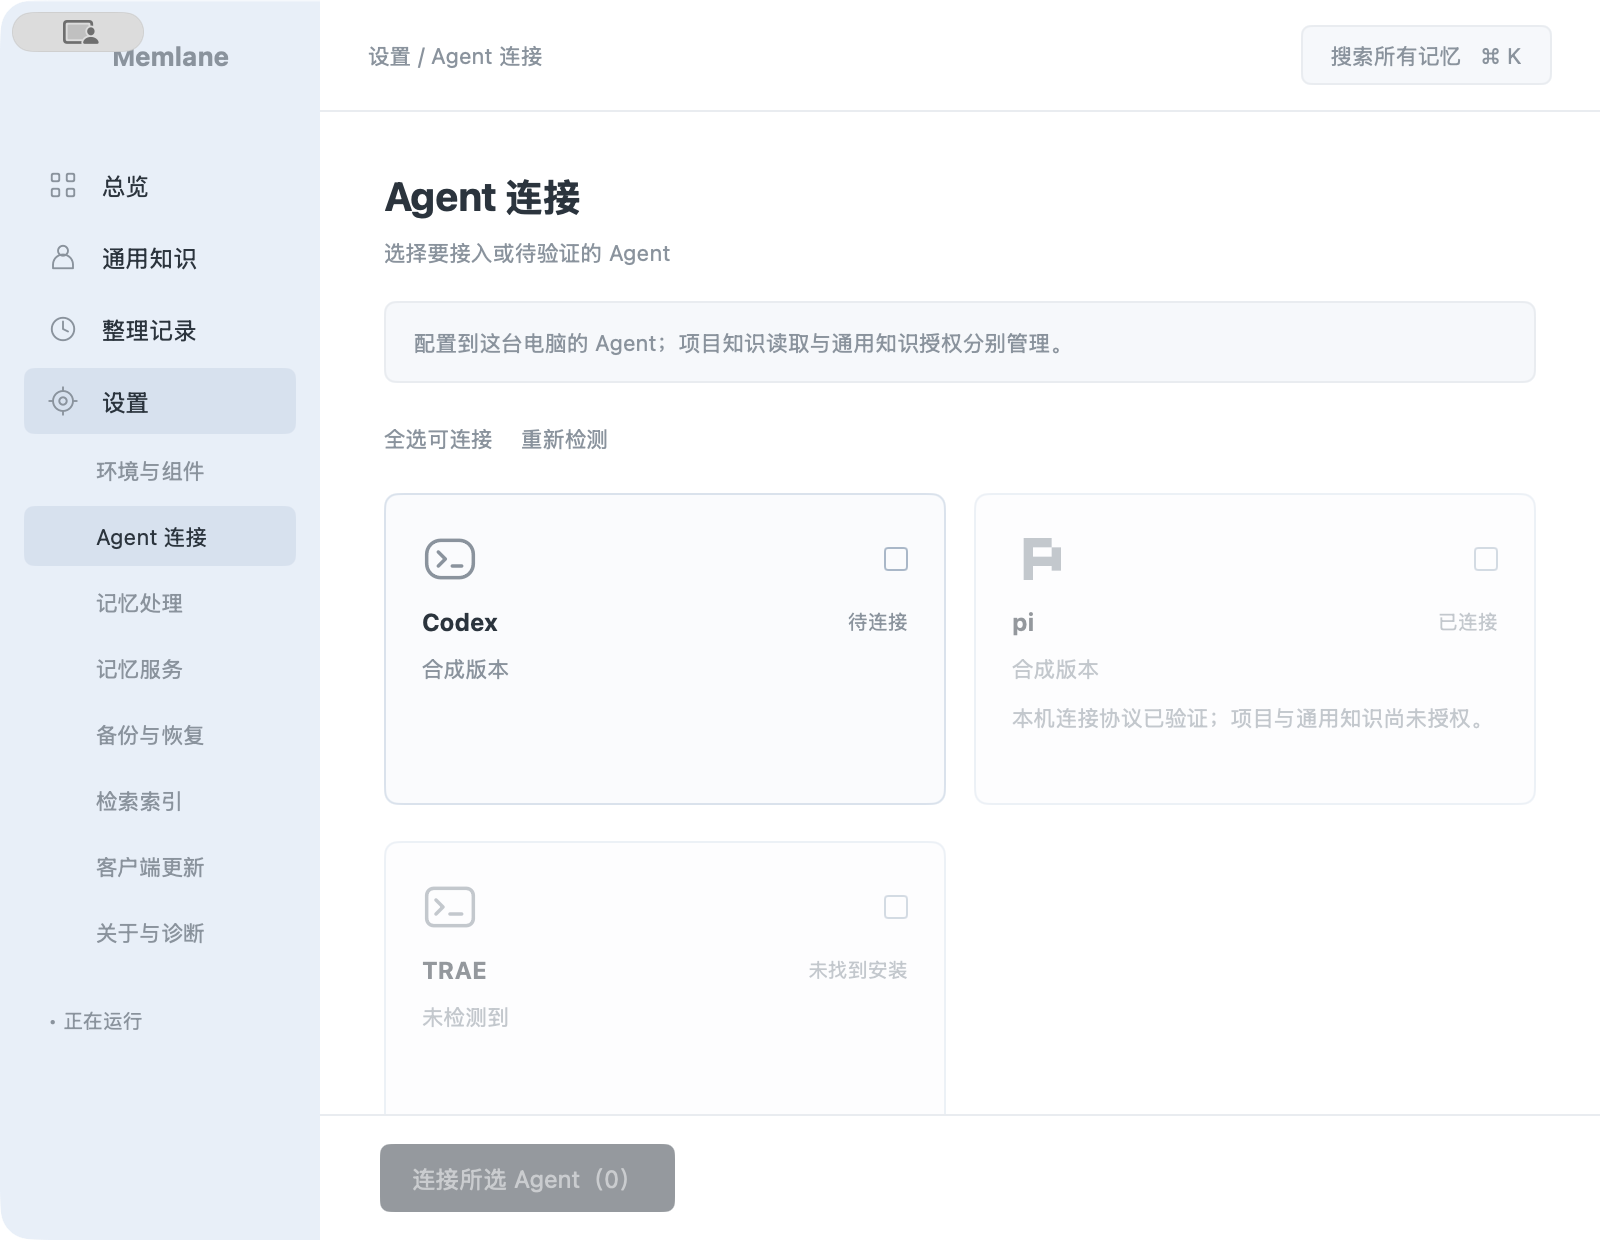 Memlane
总览
通用知识
整理记录
设置
环境与组件
Agent 连接
记忆处理
记忆服务
备份与恢复
检索索引
客户端更新
关于与诊断
• 正在运行
设置 / Agent 连接
搜索所有记忆 ⌘ K
Agent 连接
选择要接入或待验证的 Agent
配置到这台电脑的 Agent；项目知识读取与通用知识授权分别管理。
全选可连接 重新检测
Codex 待连接
合成版本
pi 已连接
合成版本
本机连接协议已验证；项目与通用知识尚未授权。
TRAE 未找到安装
未检测到
连接所选 Agent（0）